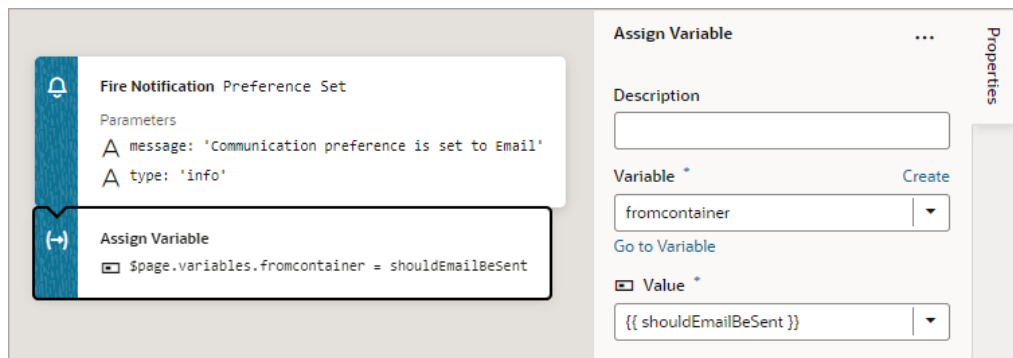 Fire Notification Preference Set
Parameters
A message: 'Communication preference is set to Email'
A type: 'info'
(→) Assign Variable
$page.variables.fromcontainer = shouldEmailBeSent
Assign Variable ...
Description
Variable * Create
fromcontainer
Go to Variable
Value *
{{ shouldEmailBeSent }}
Properties